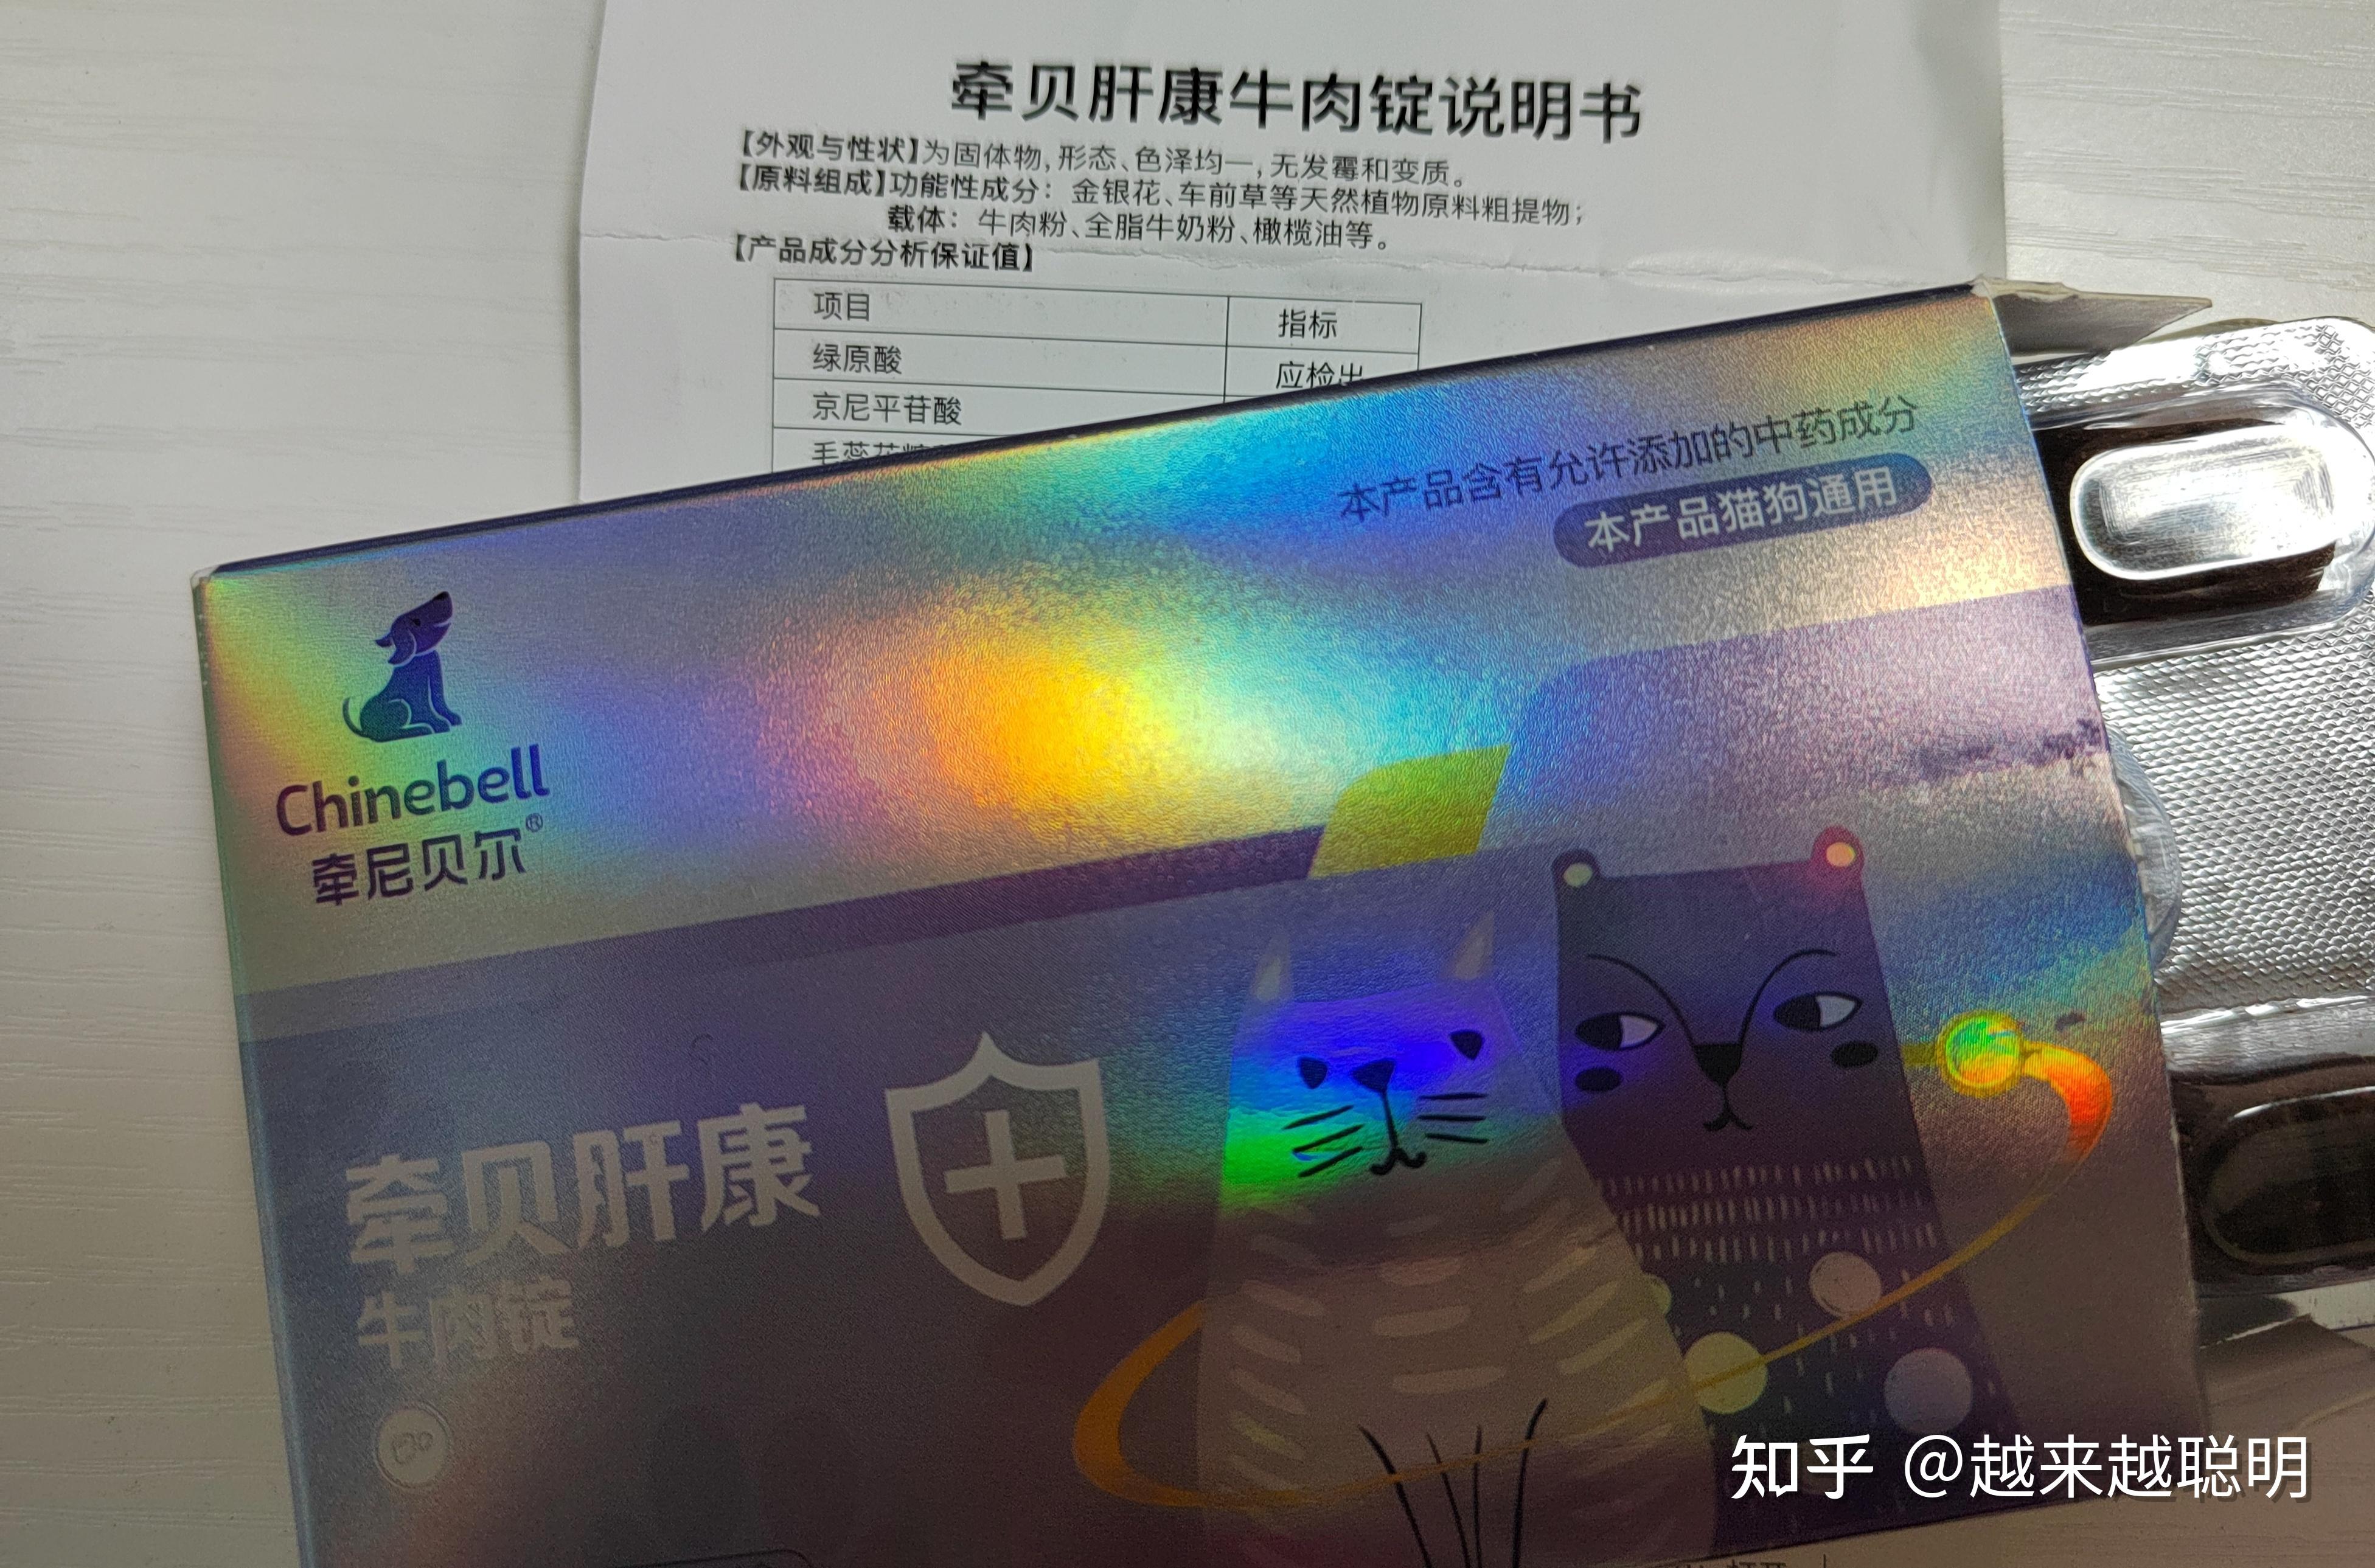 牵贝肝康牛肉锭说明书
【外观与性状】为固体物,形态、色泽均一,无发霉和变质。
【原料组成】功能性成分：金银花、车前草等天然植物原料粗提物；
载体：牛肉粉、全脂牛奶粉、橄榄油等。
【产品成分分析保证值】
项目 指标
绿原酸 应检出
京尼平苷酸
本产品含有允许添加的中药成分
本产品猫狗通用
Chinebell
牵尼贝尔®
牵贝肝康
牛肉锭
知乎 @越来越聪明